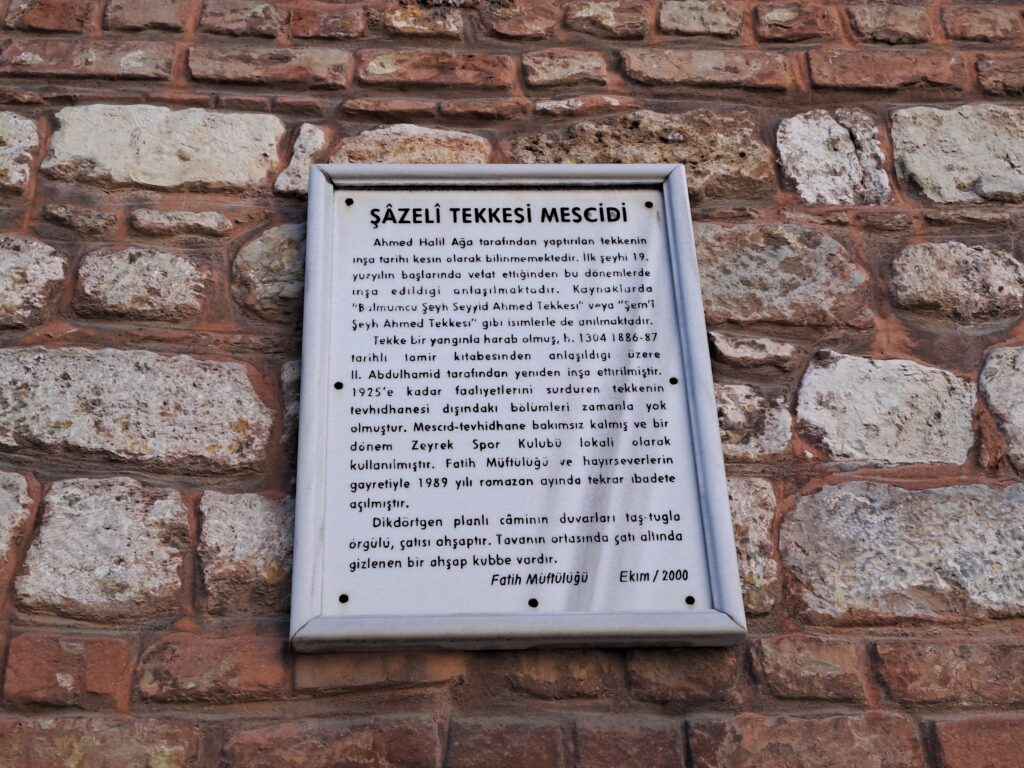 ŞÂZELÎ TEKKESİ MESCİDİ
Ahmed Halil Ağa tarafından yaptırılan tekkenin
inşa tarihi kesin olarak bilinmemektedir. İlk şeyhi 19.
yüzyılın başlarında vefat ettiğinden bu dönemlerde
inşa edildiği anlaşılmaktadır. Kaynaklarda
"Balmumcu Şeyh Seyyid Ahmed Tekkesi" veya "Şem'î
Şeyh Ahmed Tekkesi" gibi isimlerle de anılmaktadır.
Tekke bir yangınla harab olmuş, h. 1304 1886-87
tarihli tamir kitabesinden anlaşıldığı üzere
II. Abdulhamid tarafından yeniden inşa ettirilmiştir.
1925'e kadar faaliyetlerini surduren tekkenin
tevhidhanesi dışındaki bölümleri zamanla yok
olmuştur. Mescid-tevhidhane bakımsız kalmış ve bir
dönem Zeyrek Spor Kulubü lokali olarak
kullanılmıştır. Fatih Müftülüğü ve hayırseverlerin
gayretiyle 1989 yılı ramazan ayında tekrar ibadete
açılmıştır.
Dikdörtgen planlı câminin duvarları taş-tuğla
örgülü, çatısı ahşaptır. Tavanın ortasında çatı altında
gizlenen bir ahşap kubbe vardır.
Fatih Müftülüğü Ekim / 2000